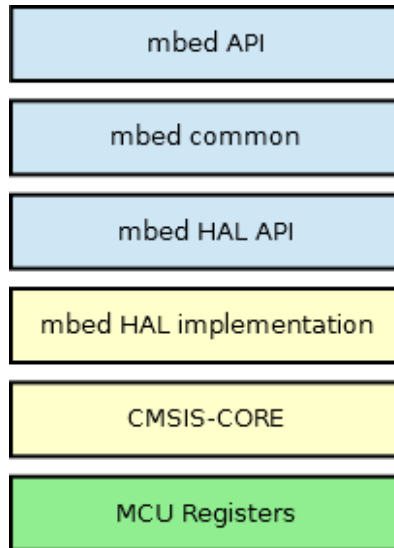 mbed API
mbed common
mbed HAL API
mbed HAL implementation
CMSIS-CORE
MCU Registers